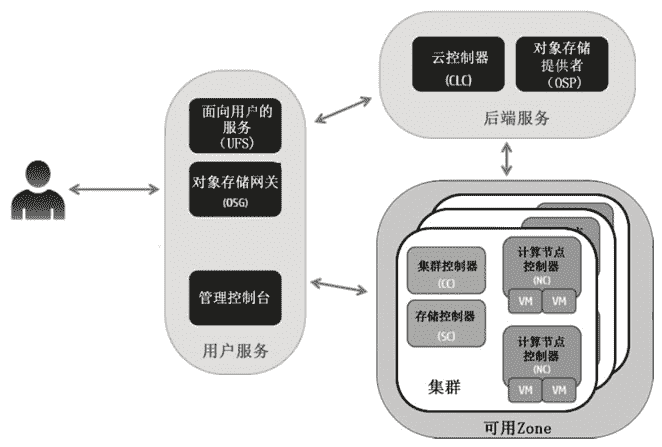 云控制器
(CLC)
对象存储
提供者
(OSP)
后端服务
面向用户的
服务
(UFS)
对象存储网关
(OSG)
管理控制台
用户服务
集群控制器
(CC)
存储控制器
(SC)
计算节点
控制器
(NC)
VM VM
计算节点
控制器
(NC)
VM VM
集群
可用Zone